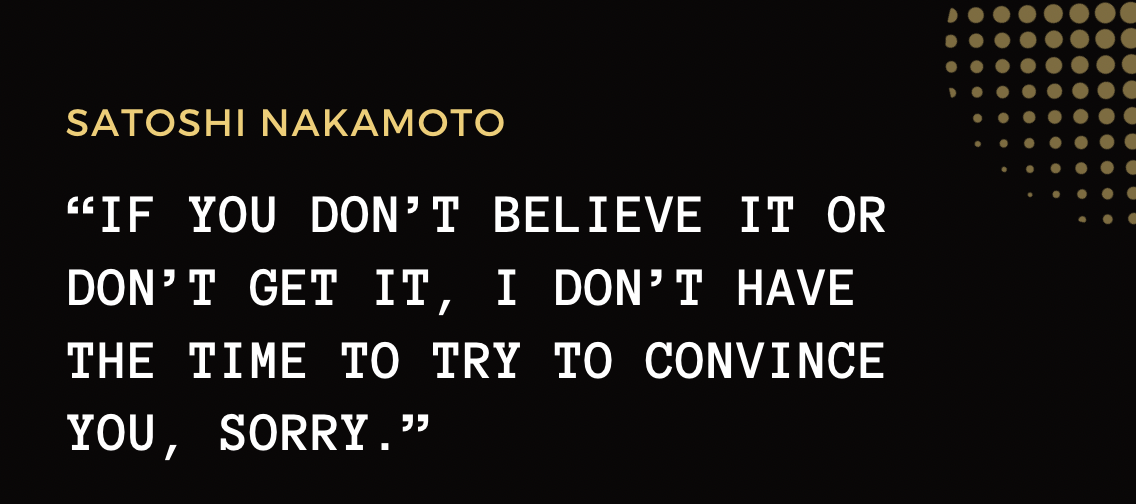 SATOSHI NAKAMOTO
“IF YOU DON’T BELIEVE IT OR
DON’T GET IT, I DON’T HAVE
THE TIME TO TRY TO CONVINCE
YOU, SORRY.”